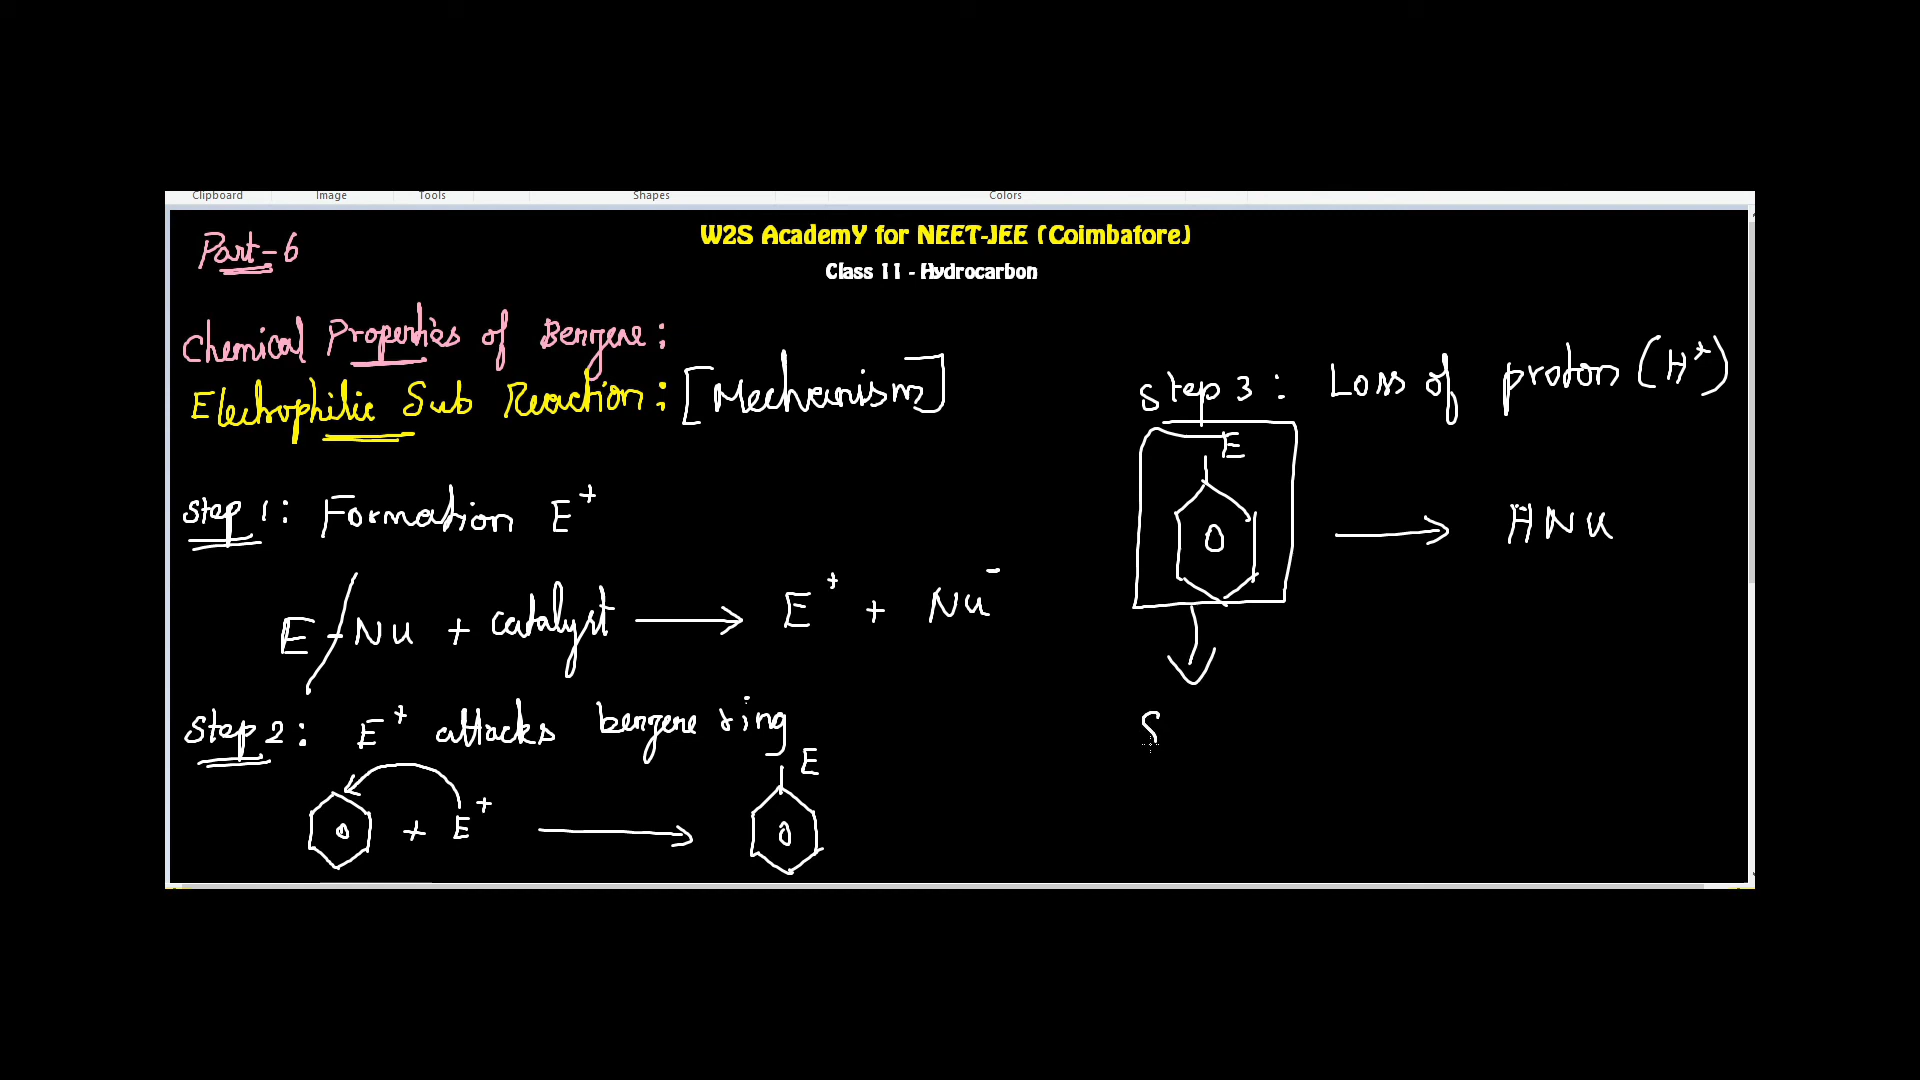 Clipboard Image Tools Shapes Colors
W2S AcademY for NEET-JEE (Coimbatore)
Class 11 - Hydrocarbon
Part-6
Chemical Properties of Benzene:
Electrophilic Sub Reaction: [Mechanism]
Step 1: Formation E+
E-Nu + catalyst → E+ + Nu-
Step 2: E+ attacks benzene ring
+ E+ → E
Step 3: Loss of proton (H+)
E → HNu
S